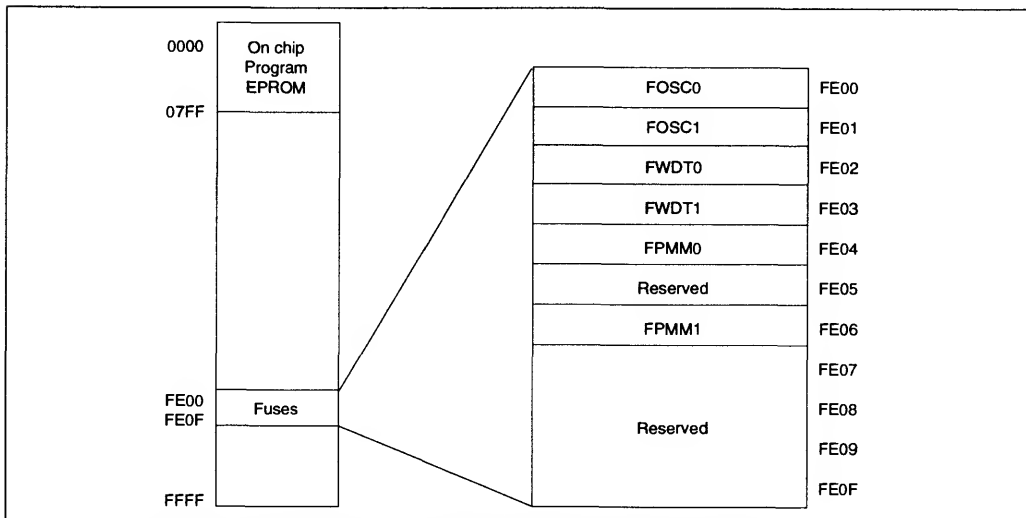 0000
On chip
Program
EPROM
07FF
FE00
Fuses
FE0F
FFFF
FOSC0 FE00
FOSC1 FE01
FWDT0 FE02
FWDT1 FE03
FPMM0 FE04
Reserved FE05
FPMM1 FE06
FE07
Reserved
FE08
FE09
FE0F